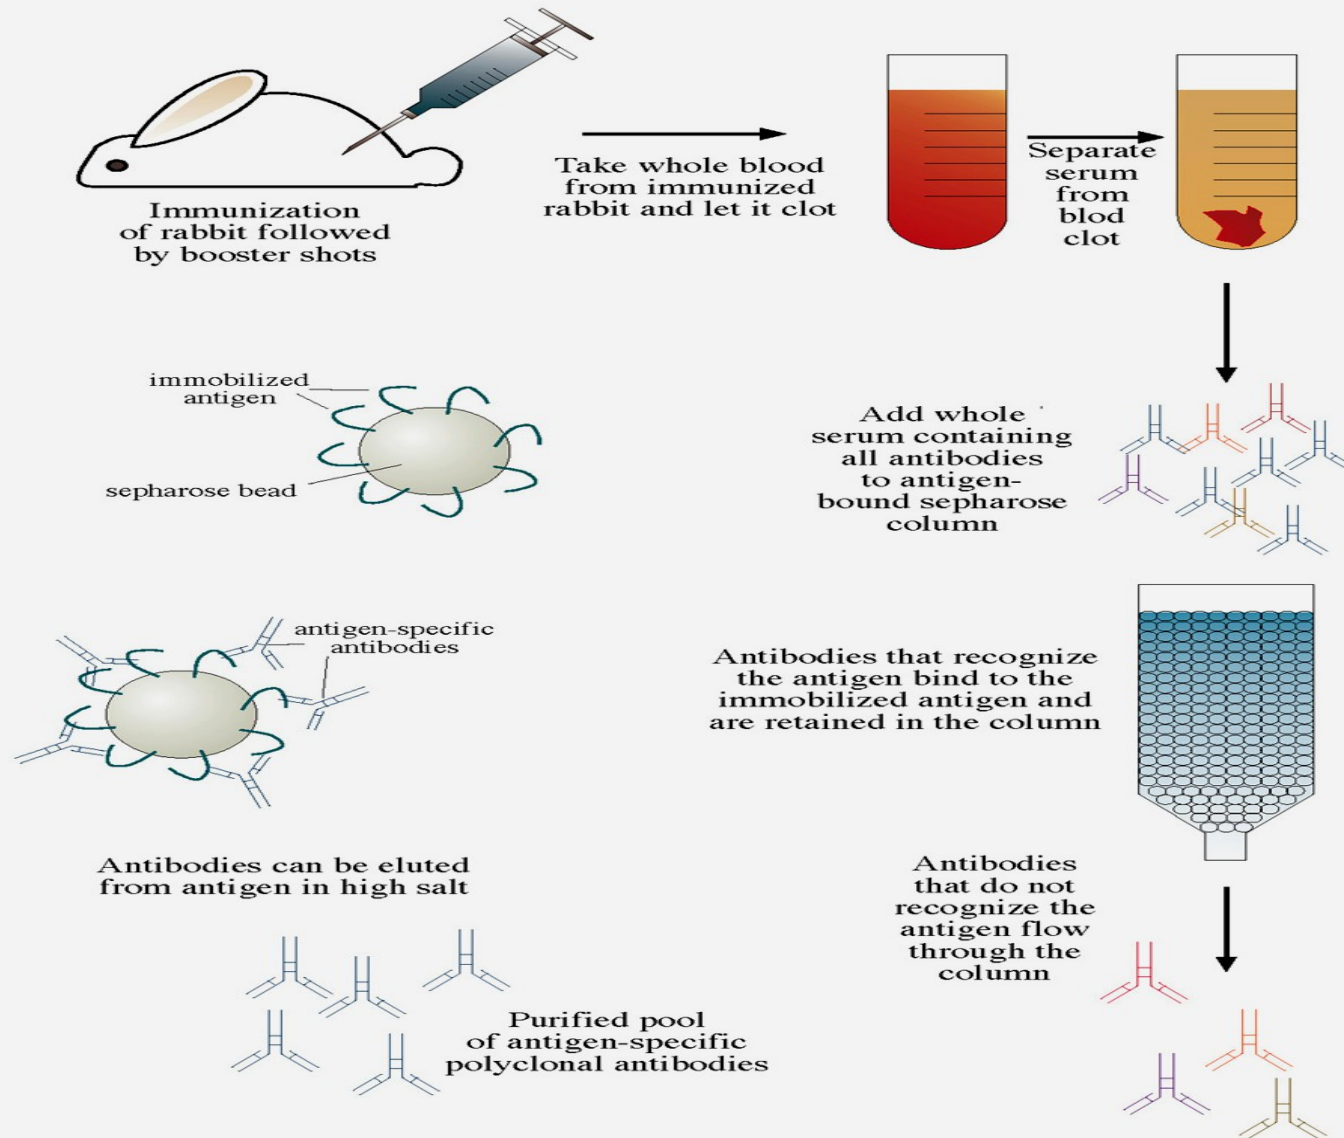 Immunization
of rabbit followed
by booster shots
Take whole blood
from immunized
rabbit and let it clot
Separate
serum
from
blod
clot
immobilized
antigen
sepharose bead
Add whole
serum containing
all antibodies
to antigen-
bound sepharose
column
antigen-specific
antibodies
Antibodies that recognize
the antigen bind to the
immobilized antigen and
are retained in the column
Antibodies can be eluted
from antigen in high salt
Antibodies
that do not
recognize the
antigen flow
through the
column
Purified pool
of antigen-specific
polyclonal antibodies